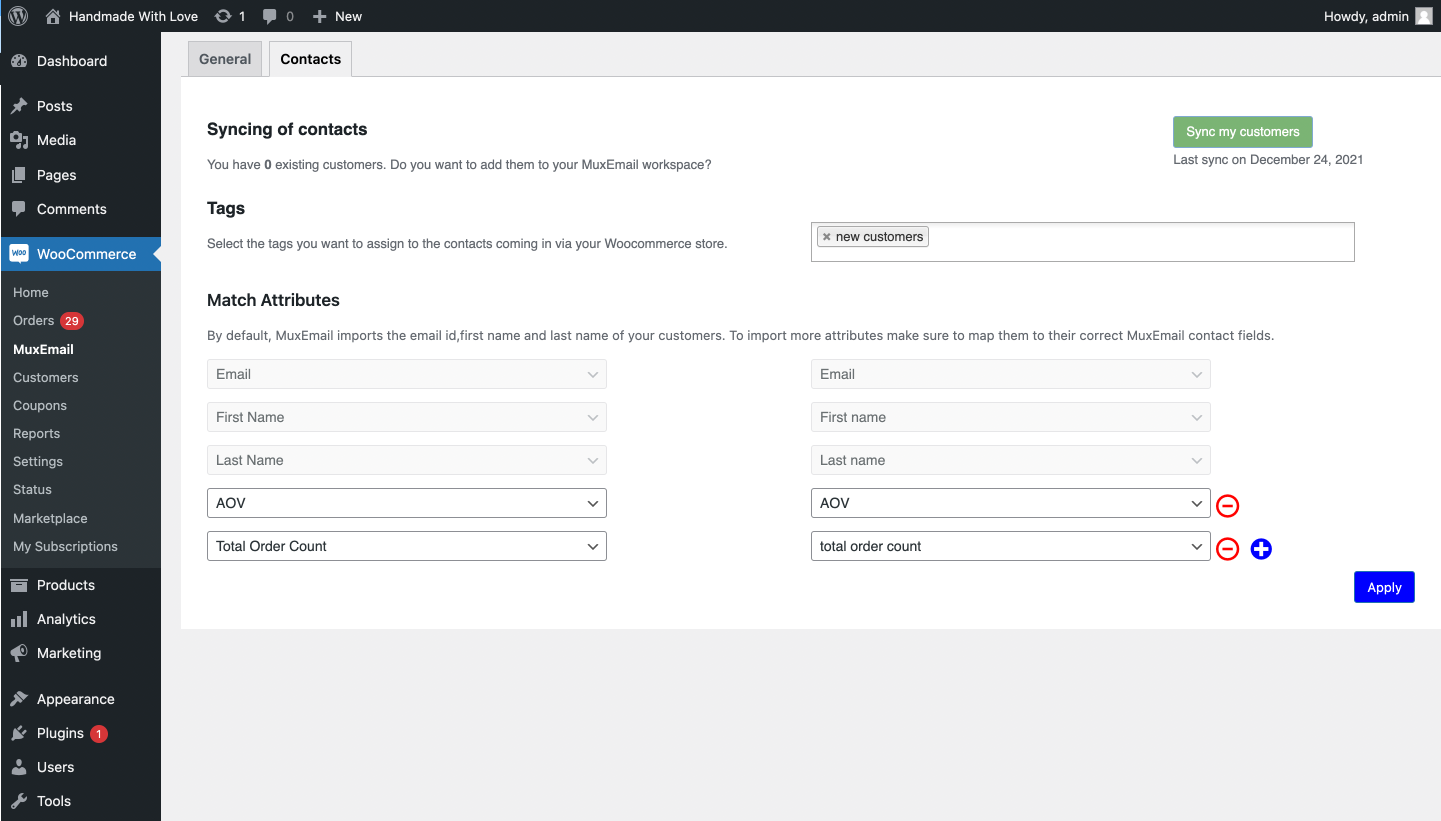 Handmade With Love 1 0 New Howdy, admin
Dashboard
Posts
Media
Pages
Comments
WooCommerce
Home
Orders 29
MuxEmail
Customers
Coupons
Reports
Settings
Status
Marketplace
My Subscriptions
Products
Analytics
Marketing
Appearance
Plugins 1
Users
Tools
General Contacts
Syncing of contacts
Sync my customers
You have 0 existing customers. Do you want to add them to your MuxEmail workspace?
Last sync on December 24, 2021
Tags
Select the tags you want to assign to the contacts coming in via your Woocommerce store.
× new customers
Match Attributes
By default, MuxEmail imports the email id,first name and last name of your customers. To import more attributes make sure to map them to their correct MuxEmail contact fields.
Email Email
First Name First name
Last Name Last name
AOV AOV
Total Order Count total order count
Apply